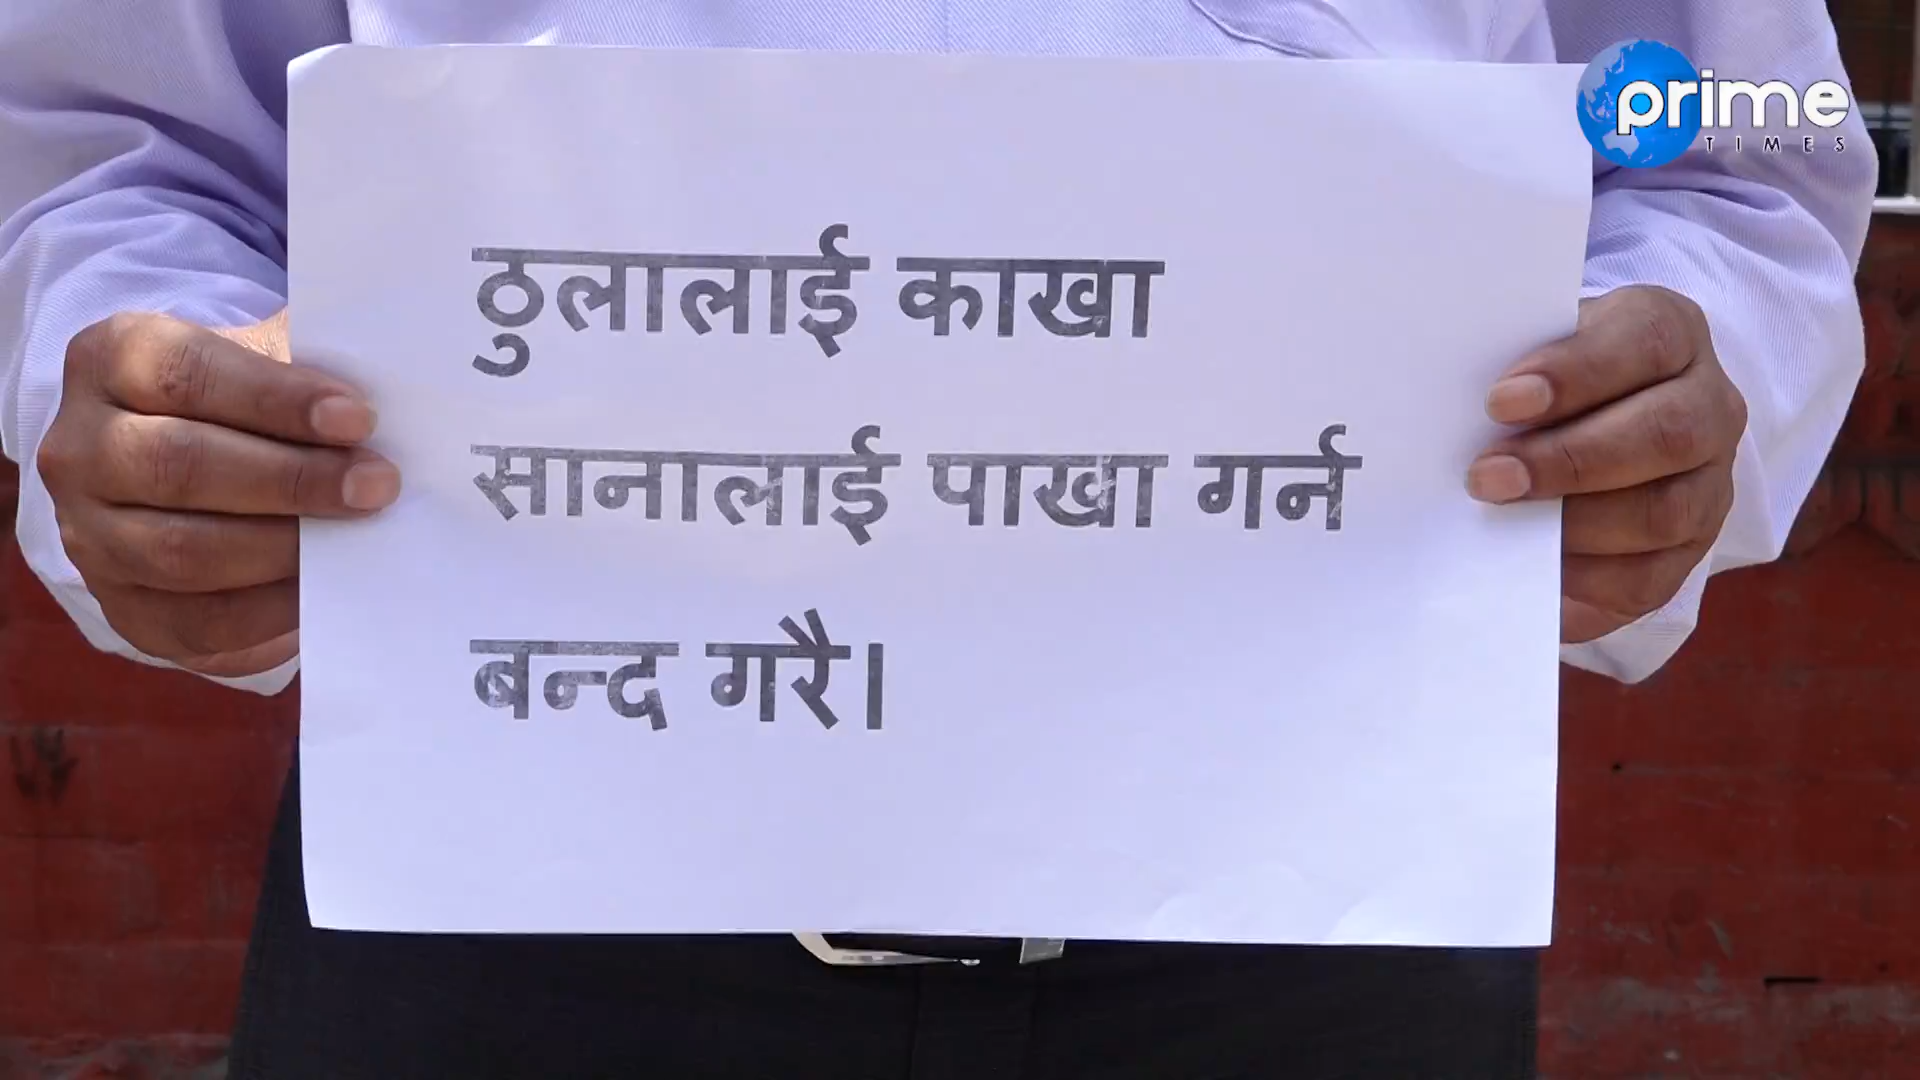 prime
TIMES
ठुलालाई काखा
सानालाई पाखा गर्न
बन्द गरै।